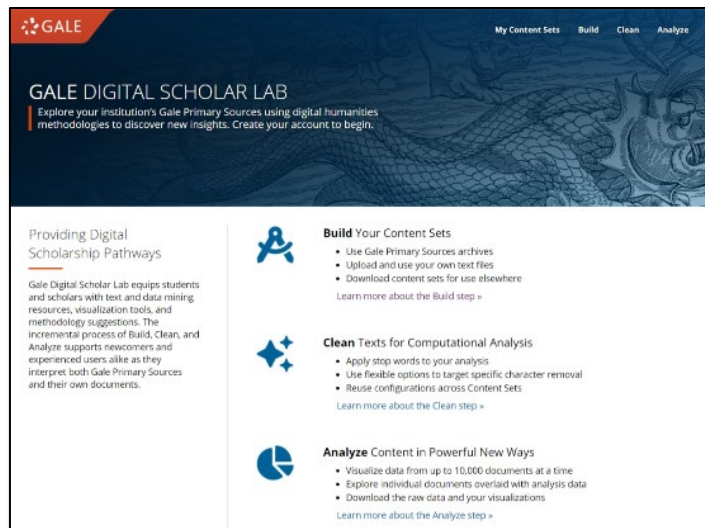 GALE
My Content Sets Build Clean Analyze
GALE DIGITAL SCHOLAR LAB
Explore your institution's Gale Primary Sources using digital humanities
methodologies to discover new insights. Create your account to begin.
Providing Digital
Scholarship Pathways
Gale Digital Scholar Lab equips students
and scholars with text and data mining
resources, visualization tools, and
methodology suggestions. The
incremental process of Build, Clean, and
Analyze supports newcomers and
experienced users alike as they
interpret both Gale Primary Sources
and their own documents.
Build Your Content Sets
• Use Gale Primary Sources archives
• Upload and use your own text files
• Download content sets for use elsewhere
Learn more about the Build step »
Clean Texts for Computational Analysis
• Apply stop words to your analysis
• Use flexible options to target specific character removal
• Reuse configurations across Content Sets
Learn more about the Clean step »
Analyze Content in Powerful New Ways
• Visualize data from up to 10,000 documents at a time
• Explore individual documents overlaid with analysis data
• Download the raw data and your visualizations
Learn more about the Analyze step »